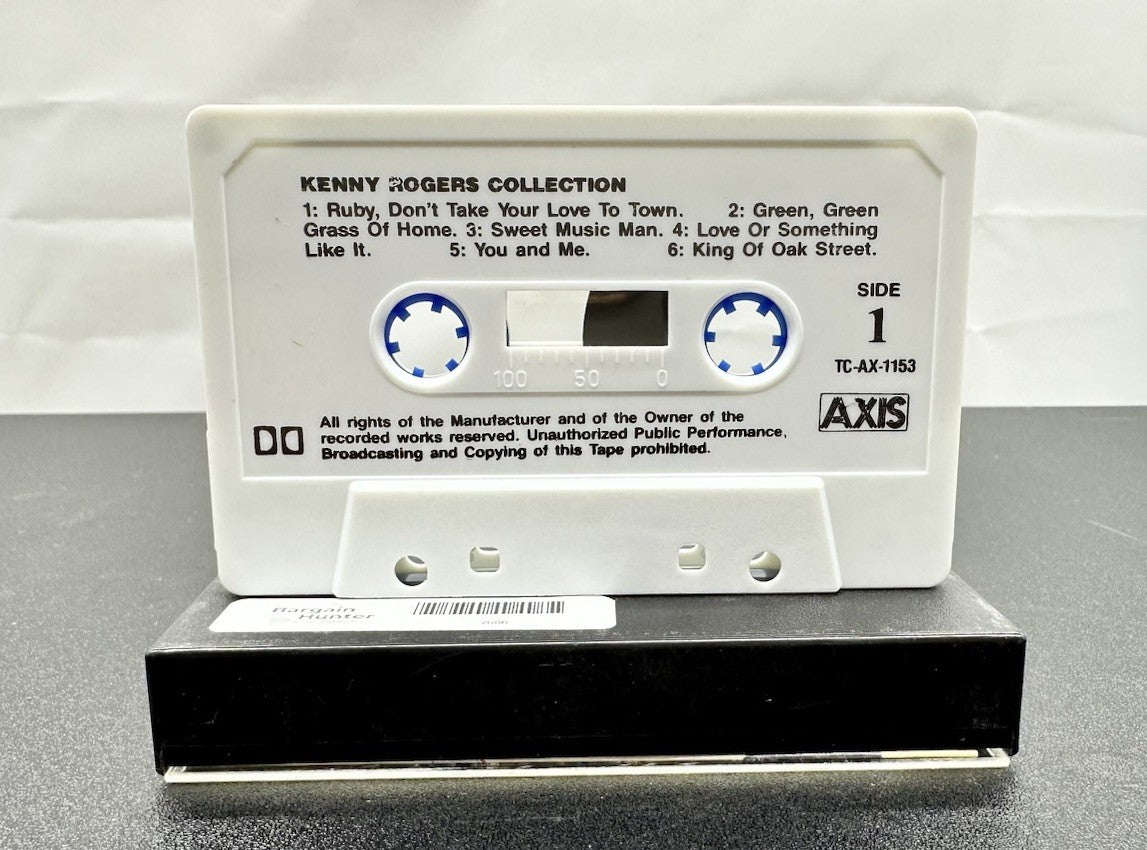 KENNY ROGERS COLLECTION
1: Ruby, Don't Take Your Love To Town. 2: Green, Green
Grass Of Home. 3: Sweet Music Man. 4: Love Or Something
Like It. 5: You and Me. 6: King Of Oak Street.
SIDE
1
TC-AX-1153
100 50 0
AXIS
All rights of the Manufacturer and of the Owner of the
recorded works reserved. Unauthorized Public Performance,
Broadcasting and Copying of this Tape prohibited.
Bargain
Hunter